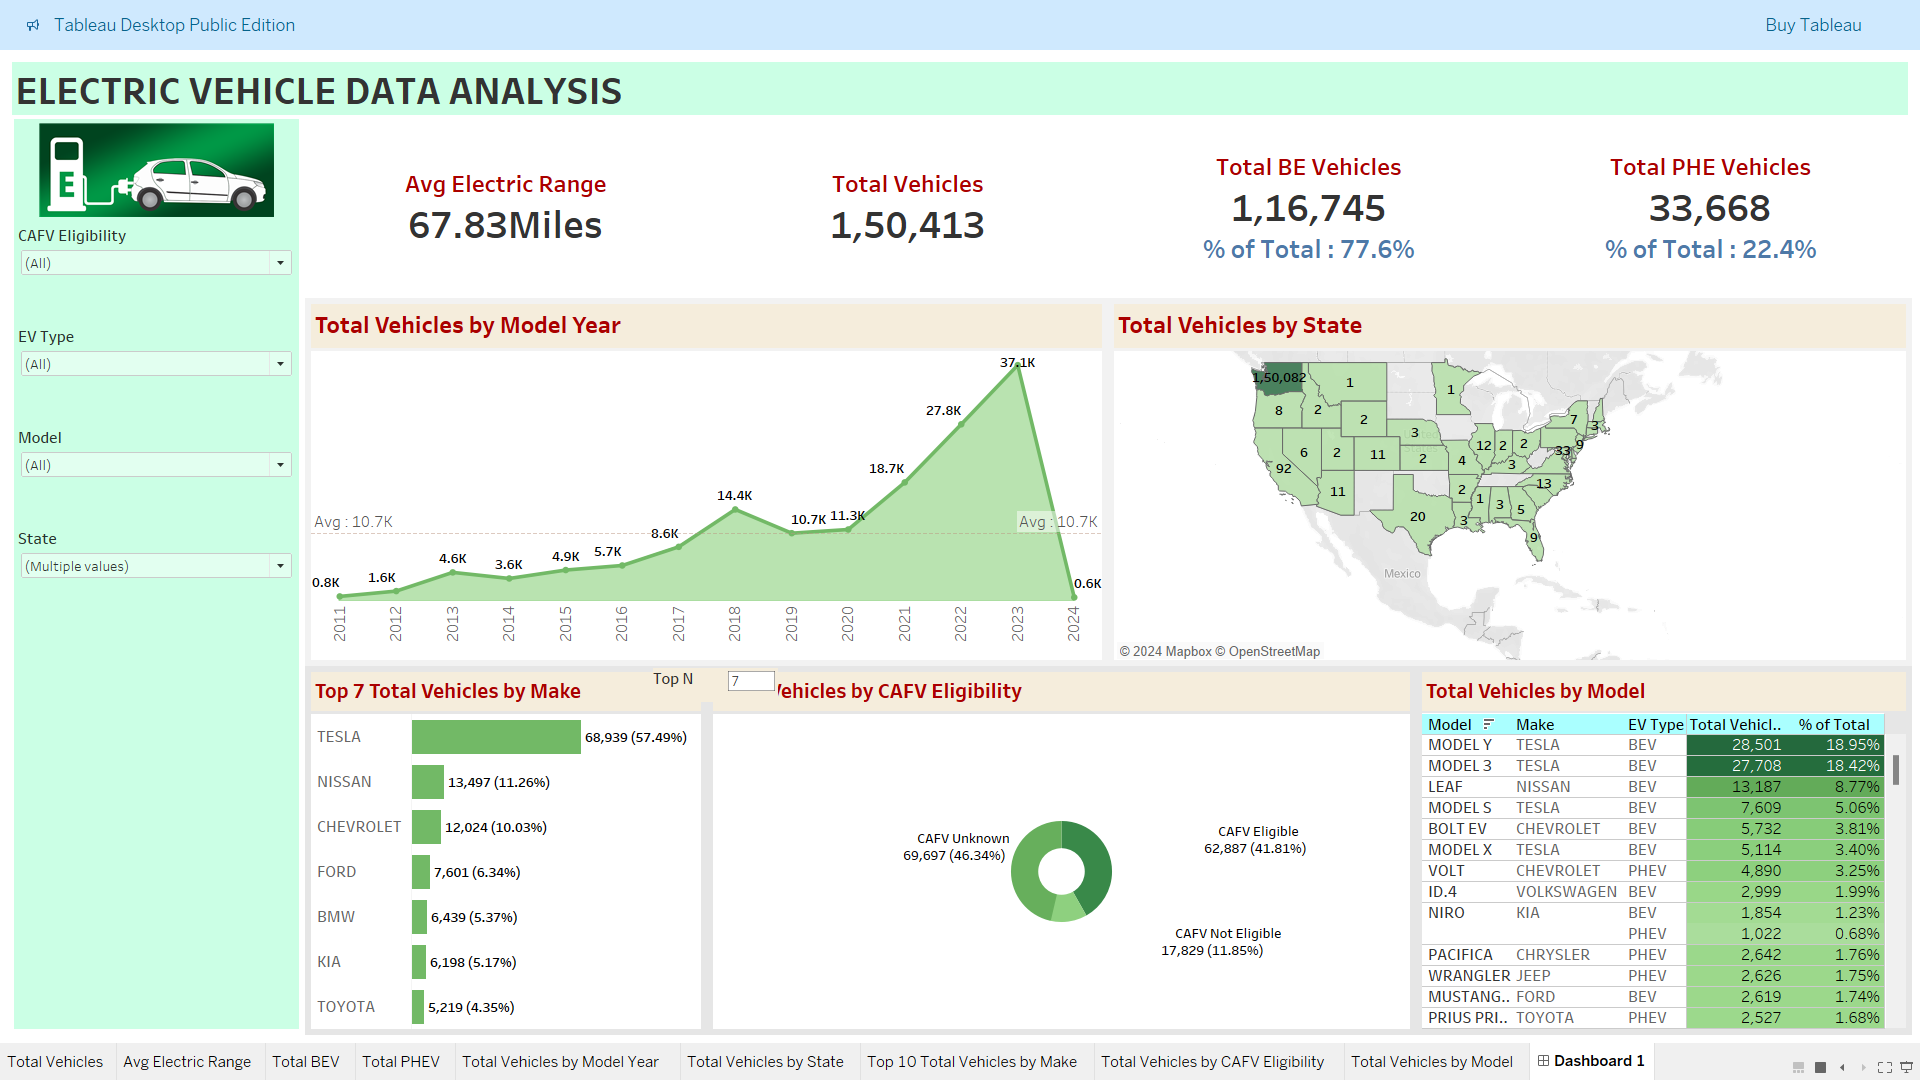 Tableau Desktop Public Edition
Buy Tableau
ELECTRIC VEHICLE DATA ANALYSIS
E
CAFV Eligibility
(All)
EV Type
(All)
Model
(All)
State
(Multiple values)
Avg Electric Range
67.83Miles
Total Vehicles
1,50,413
Total BE Vehicles
1,16,745
% of Total : 77.6%
Total PHE Vehicles
33,668
% of Total : 22.4%
Total Vehicles by Model Year
37.1K
27.8K
18.7K
14.4K
10.7K
11.3K
8.6K
5.7K
4.9K
3.6K
4.6K
1.6K
0.8K
0.6K
Avg : 10.7K
Avg : 10.7K
2011
2012
2013
2014
2015
2016
2017
2018
2019
2020
2021
2022
2023
2024
Total Vehicles by State
1,50,082
1
1
8
2
2
7
3
3
12
2
2
9
33
6
2
11
2
4
3
92
11
2
13
1
3
5
20
3
9
Mexico
© 2024 Mapbox © OpenStreetMap
Top 7 Total Vehicles by Make
Top N
7
TESLA 68,939 (57.49%)
NISSAN 13,497 (11.26%)
CHEVROLET 12,024 (10.03%)
FORD 7,601 (6.34%)
BMW 6,439 (5.37%)
KIA 6,198 (5.17%)
TOYOTA 5,219 (4.35%)
ehicles by CAFV Eligibility
CAFV Unknown
69,697 (46.34%)
CAFV Eligible
62,887 (41.81%)
CAFV Not Eligible
17,829 (11.85%)
Total Vehicles by Model
Model Make EV Type Total Vehicl.. % of Total
MODEL Y TESLA BEV 28,501 18.95%
MODEL 3 TESLA BEV 27,708 18.42%
LEAF NISSAN BEV 13,187 8.77%
MODEL S TESLA BEV 7,609 5.06%
BOLT EV CHEVROLET BEV 5,732 3.81%
MODEL X TESLA BEV 5,114 3.40%
VOLT CHEVROLET PHEV 4,890 3.25%
ID.4 VOLKSWAGEN BEV 2,999 1.99%
NIRO KIA BEV 1,854 1.23%
PHEV 1,022 0.68%
PACIFICA CHRYSLER PHEV 2,642 1.76%
WRANGLER JEEP PHEV 2,626 1.75%
MUSTANG.. FORD BEV 2,619 1.74%
PRIUS PRI.. TOYOTA PHEV 2,527 1.68%
Total Vehicles
Avg Electric Range
Total BEV
Total PHEV
Total Vehicles by Model Year
Total Vehicles by State
Top 10 Total Vehicles by Make
Total Vehicles by CAFV Eligibility
Total Vehicles by Model
Dashboard 1